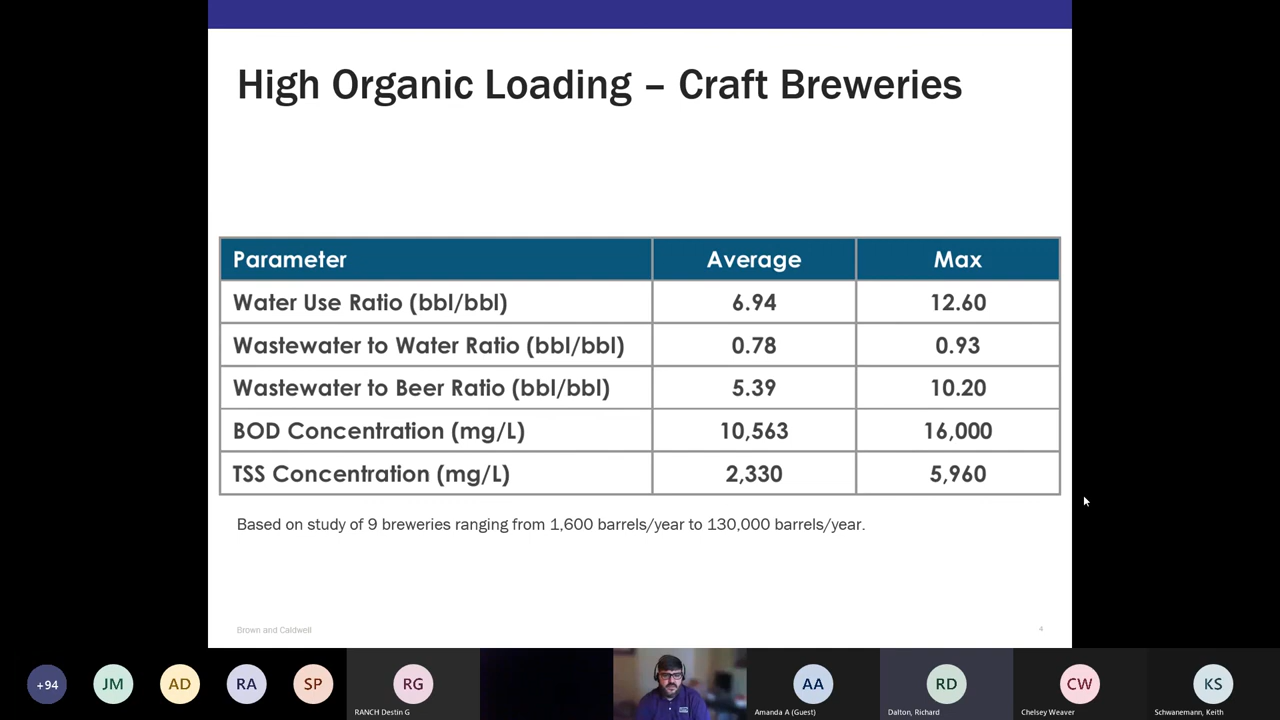 High Organic Loading – Craft Breweries
Parameter Average Max
Water Use Ratio (bbl/bbl) 6.94 12.60
Wastewater to Water Ratio (bbl/bbl) 0.78 0.93
Wastewater to Beer Ratio (bbl/bbl) 5.39 10.20
BOD Concentration (mg/L) 10,563 16,000
TSS Concentration (mg/L) 2,330 5,960
Based on study of 9 breweries ranging from 1,600 barrels/year to 130,000 barrels/year.
Brown and Caldwell 4
+94 JM AD RA SP RG AA RD CW KS
RANCH Destin G Amanda A (Guest) Dalton, Richard Chelsey Weaver Schwanemann, Keith